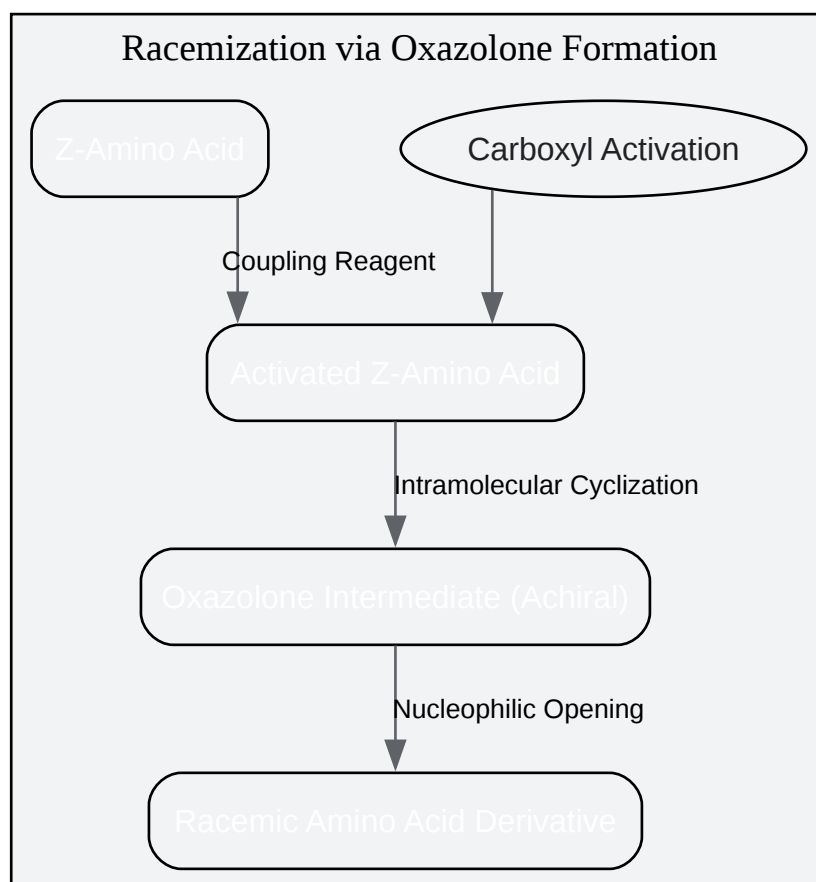 Racemization via Oxazolone Formation
Z-Amino Acid
Carboxyl Activation
Coupling Reagent
Activated Z-Amino Acid
Intramolecular Cyclization
Oxazolone Intermediate (Achiral)
Nucleophilic Opening
Racemic Amino Acid Derivative